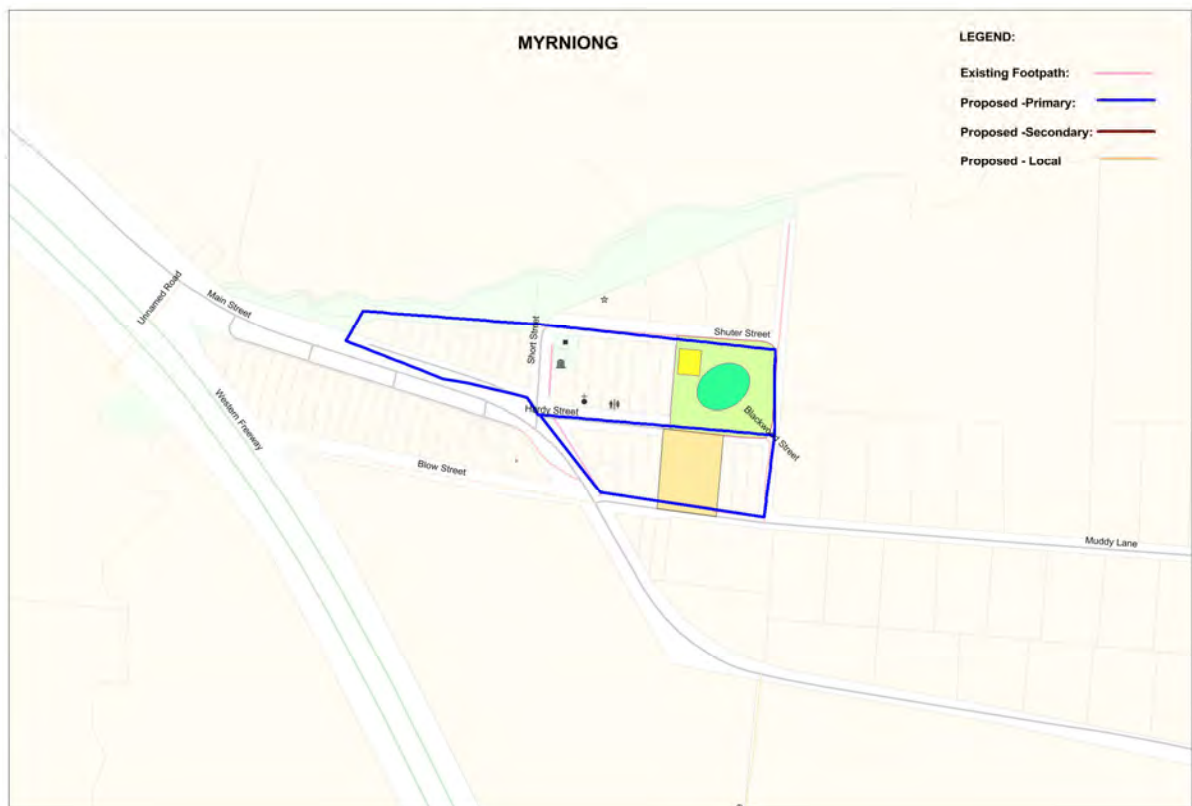 MYRNIONG
LEGEND:
Existing Footpath:
Proposed -Primary:
Proposed -Secondary:
Proposed - Local
Unnamed Road
Main Street
Short Street
Shuter Street
Hardy Street
Blackwood Street
Western Freeway
Blow Street
Muddy Lane